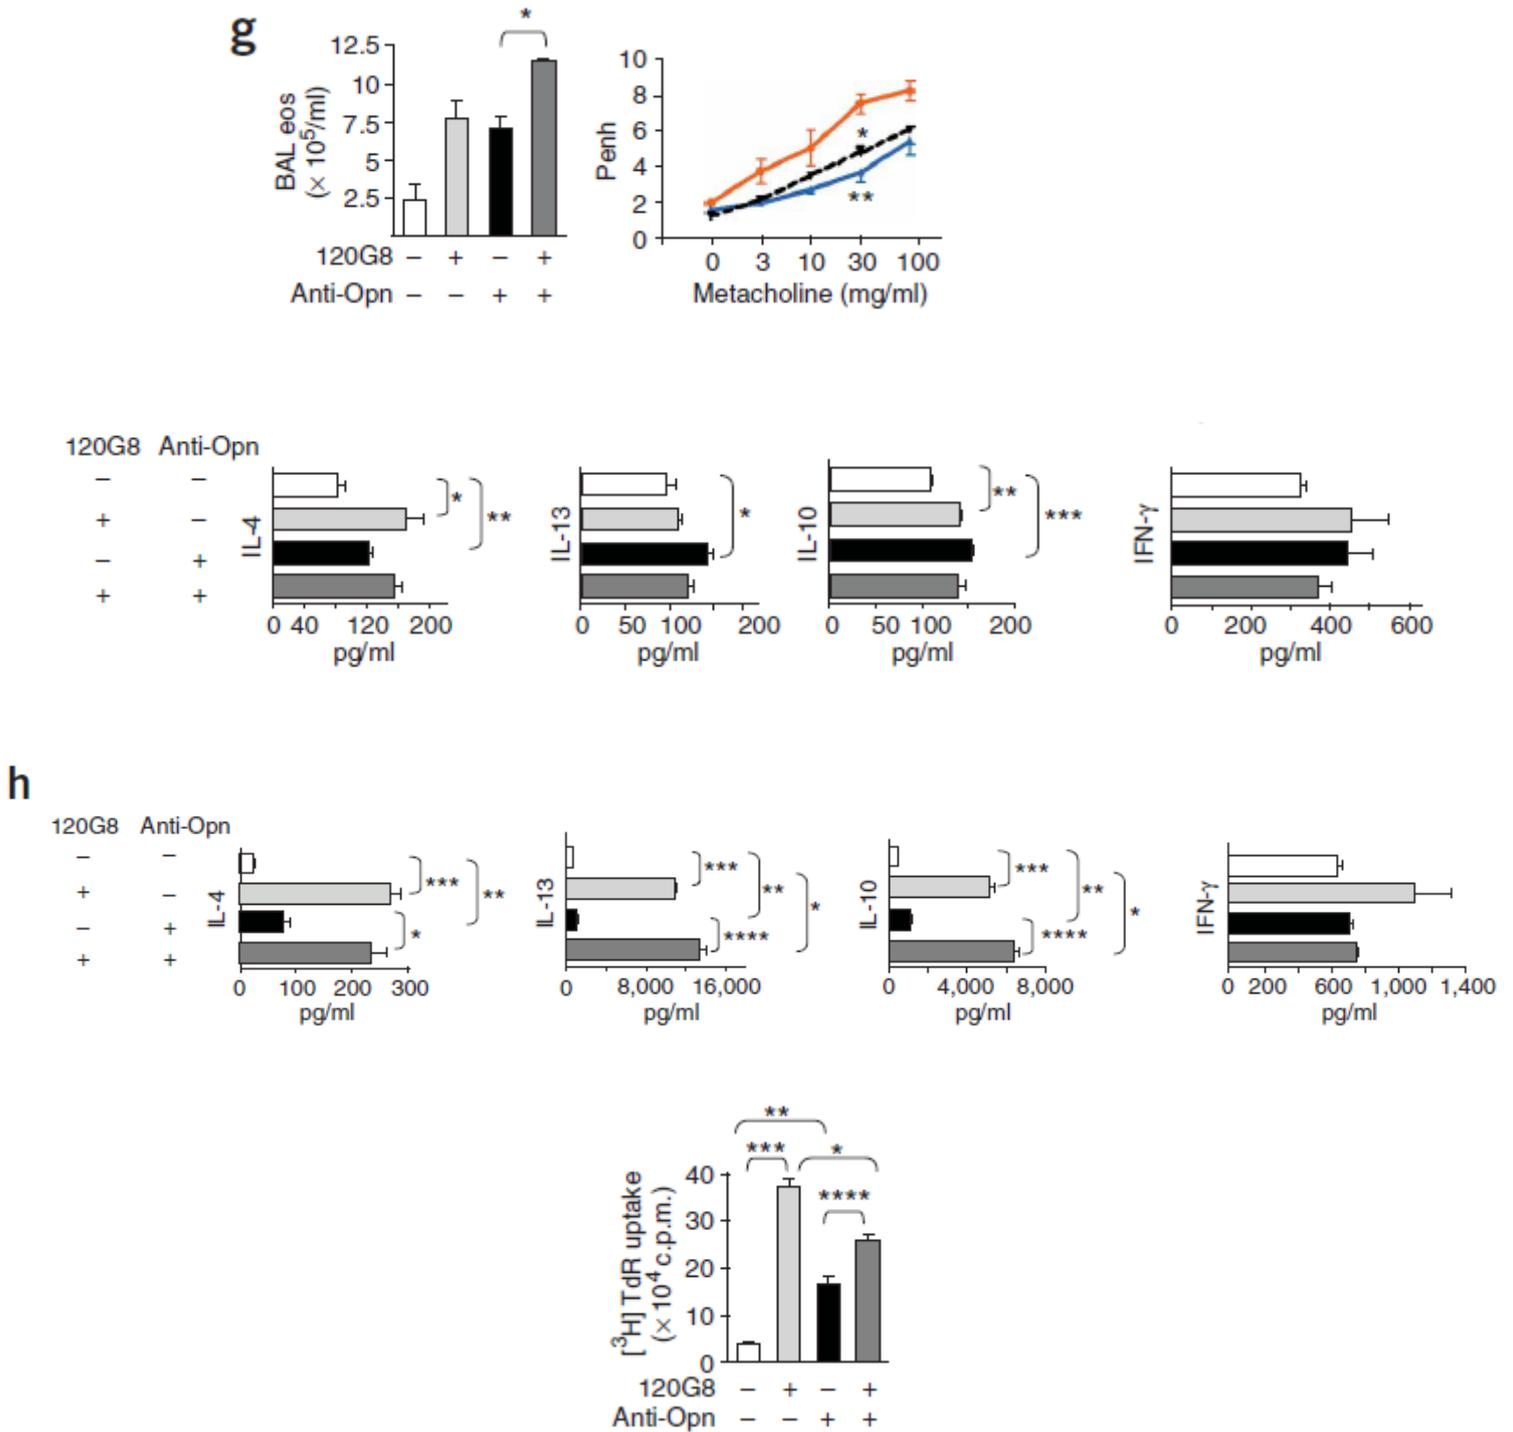 g
*
12.5
10
7.5
5
2.5
BAL eos
(× 10⁵/ml)
120G8 – + – +
Anti-Opn – – + +
10
8
6
4
2
0
Penh
*
**
0 3 10 30 100
Metacholine (mg/ml)
120G8 Anti-Opn
– –
+ –
– +
+ +
IL-4
*
**
0 40 120 200
pg/ml
IL-13
*
0 50 100 200
pg/ml
IL-10
**
***
0 50 100 200
pg/ml
IFN-γ
0 200 400 600
pg/ml
h
120G8 Anti-Opn
– –
+ –
– +
+ +
IL-4
***
**
*
0 100 200 300
pg/ml
IL-13
***
**
*
****
0 8,000 16,000
pg/ml
IL-10
***
**
*
****
0 4,000 8,000
pg/ml
IFN-γ
0 200 600 1,000 1,400
pg/ml
**
*** *
****
40
30
20
10
0
[³H] TdR uptake
(× 10⁴ c.p.m.)
120G8 – + – +
Anti-Opn – – + +